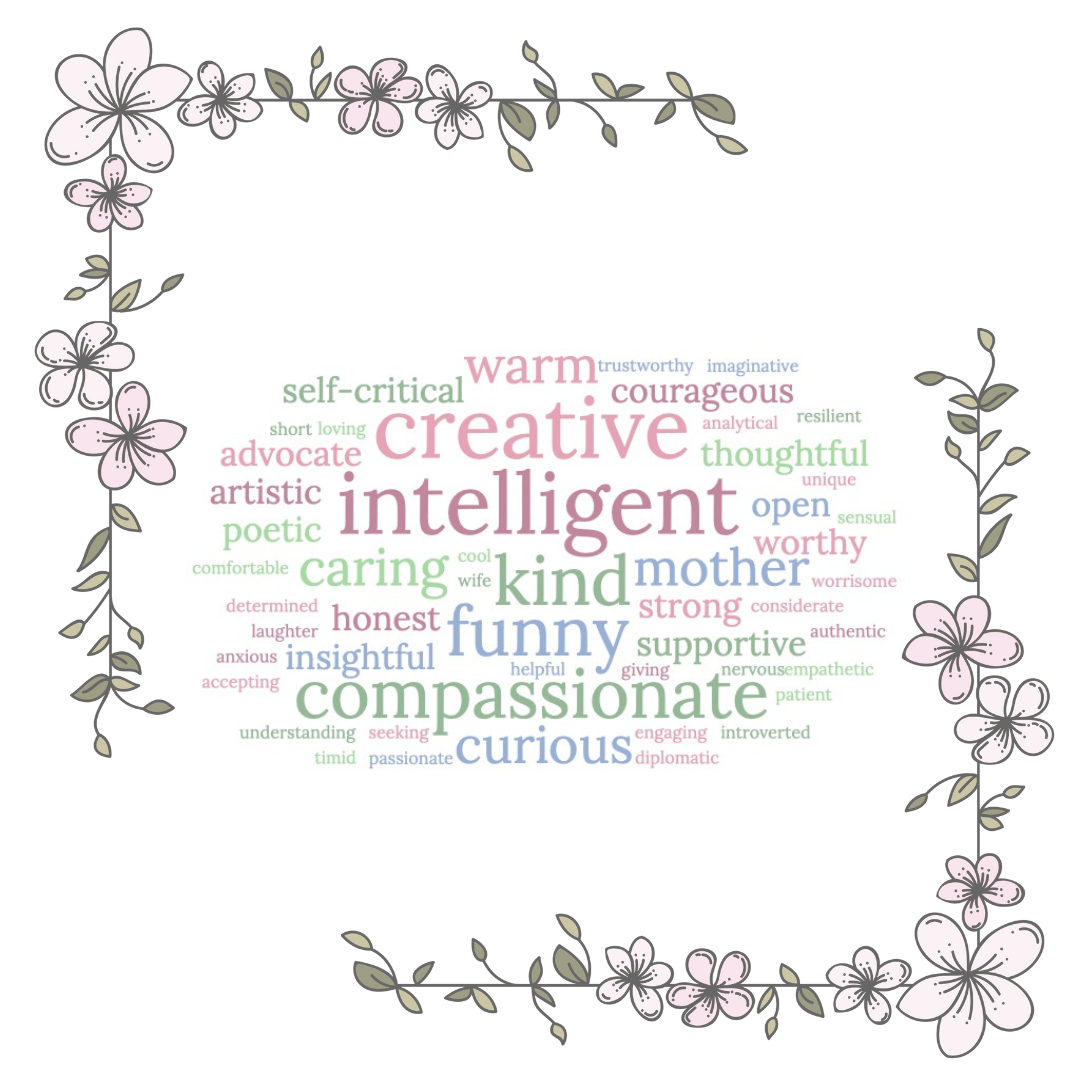 warm trustworthy imaginative
self-critical courageous
short loving creative analytical resilient
advocate thoughtful
artistic intelligent unique
poetic open sensual
comfortable caring cool kind mother worthy
wife worrisome
determined honest funny strong considerate
laughter supportive authentic
anxious insightful helpful giving nervous empathetic
accepting compassionate patient
understanding seeking curious engaging introverted
timid passionate diplomatic